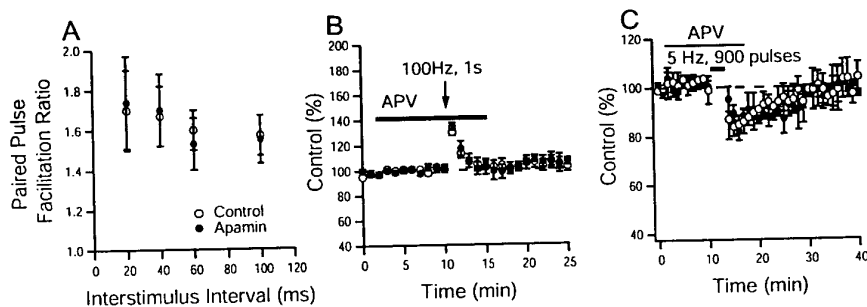 A
Paired Pulse
Facilitation Ratio
2.0
1.8
1.6
1.4
1.2
1.0
Control
Apamin
0 20 40 60 80 100 120
Interstimulus Interval (ms)
B
Control (%)
200
180
160
140
120
100
80
60
40
100Hz, 1s
APV
0 5 10 15 20 25
Time (min)
C
Control (%)
120
100
80
60
40
APV
5 Hz, 900 pulses
0 10 20 30 40
Time (min)